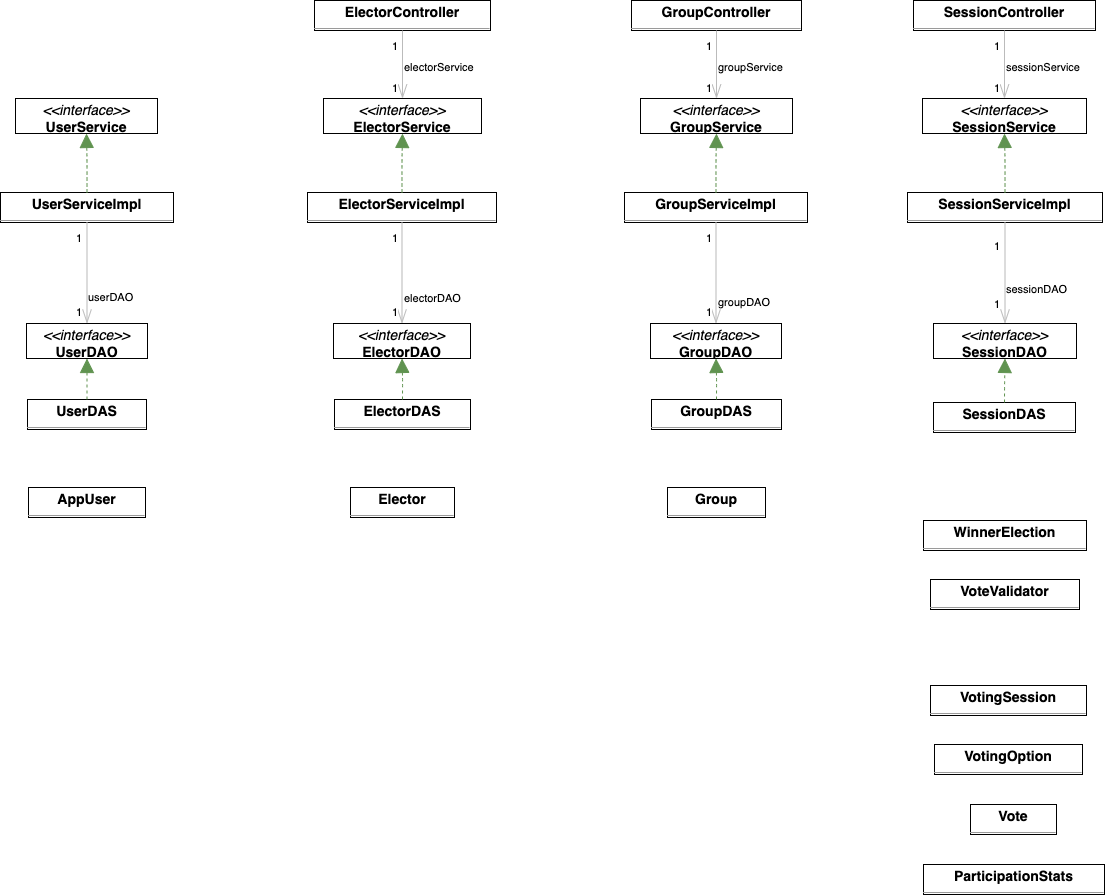 ElectorController
GroupController
SessionController
1
1
1
electorService
groupService
sessionService
1
1
1
<<interface>>
UserService
<<interface>>
ElectorService
<<interface>>
GroupService
<<interface>>
SessionService
UserServiceImpl
ElectorServiceImpl
GroupServiceImpl
SessionServiceImpl
1
1
1
1
userDAO
electorDAO
groupDAO
sessionDAO
1
1
1
1
<<interface>>
UserDAO
<<interface>>
ElectorDAO
<<interface>>
GroupDAO
<<interface>>
SessionDAO
UserDAS
ElectorDAS
GroupDAS
SessionDAS
AppUser
Elector
Group
WinnerElection
VoteValidator
VotingSession
VotingOption
Vote
ParticipationStats